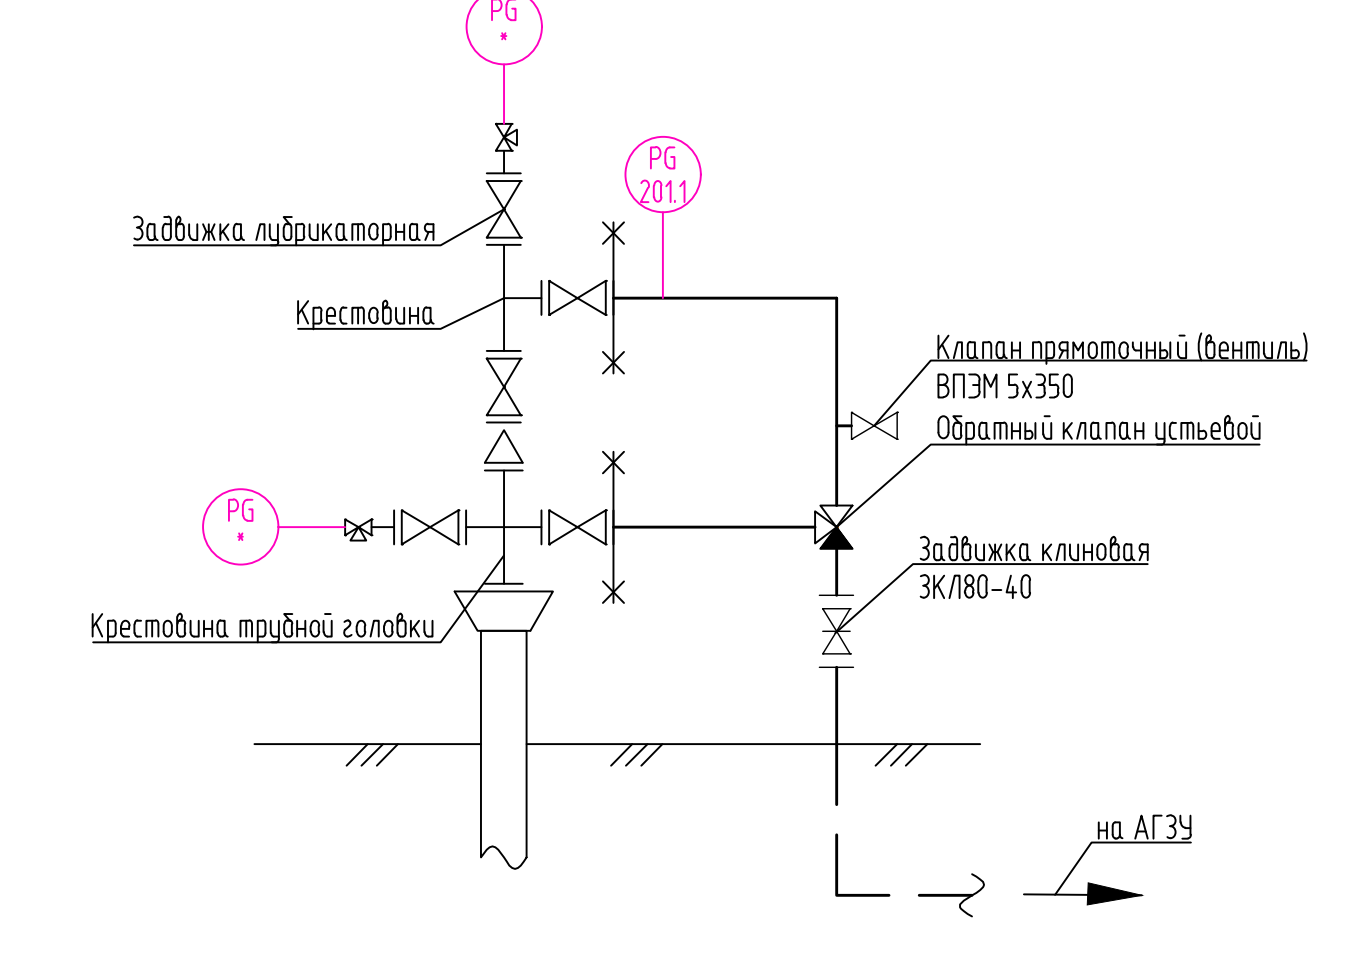 PG
*
PG
201.1
Задвижка лубрикаторная
Крестовина
Клапан прямоточный (вентиль)
ВПЭМ 5х350
Обратный клапан устьевой
PG
*
Задвижка клиновая
ЗКЛ80-40
Крестовина трубной головки
на АГЗУ